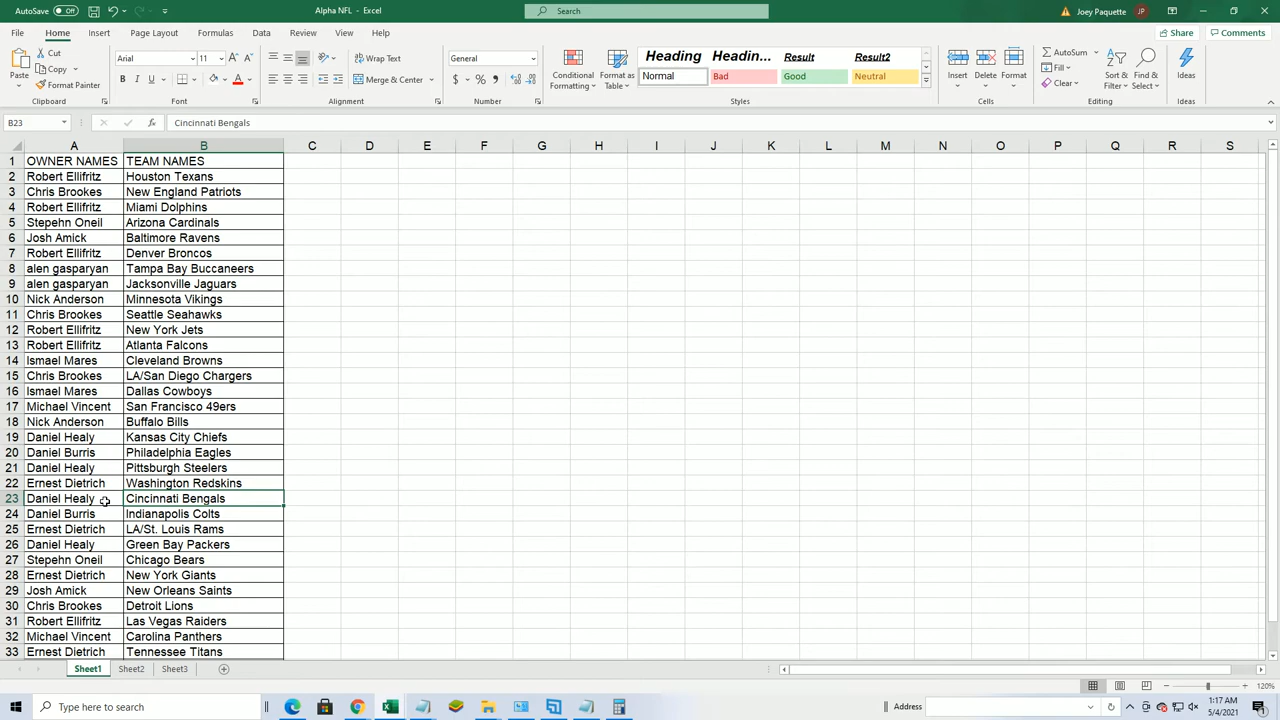 AutoSave Off
Alpha NFL - Excel
Search
Joey Paquette JP
File Home Insert Page Layout Formulas Data Review View Help
Share Comments
Paste
Cut
Copy
Format Painter
Clipboard
Arial 11
B I U
Font
Wrap Text
Merge & Center
Alignment
General
$ % 9
Number
Conditional Formatting
Format as Table
Heading Headin... Result Result2
Normal Bad Good Neutral
Styles
Insert Delete Format
Cells
AutoSum
Fill
Clear
Sort & Filter
Find & Select
Editing
Ideas
Ideas
B23 fx Cincinnati Bengals
A B C D E F G H I J K L M N O P Q R S
1 OWNER NAMES TEAM NAMES
2 Robert Ellifritz Houston Texans
3 Chris Brookes New England Patriots
4 Robert Ellifritz Miami Dolphins
5 Stepehn Oneil Arizona Cardinals
6 Josh Amick Baltimore Ravens
7 Robert Ellifritz Denver Broncos
8 alen gasparyan Tampa Bay Buccaneers
9 alen gasparyan Jacksonville Jaguars
10 Nick Anderson Minnesota Vikings
11 Chris Brookes Seattle Seahawks
12 Robert Ellifritz New York Jets
13 Robert Ellifritz Atlanta Falcons
14 Ismael Mares Cleveland Browns
15 Chris Brookes LA/San Diego Chargers
16 Ismael Mares Dallas Cowboys
17 Michael Vincent San Francisco 49ers
18 Nick Anderson Buffalo Bills
19 Daniel Healy Kansas City Chiefs
20 Daniel Burris Philadelphia Eagles
21 Daniel Healy Pittsburgh Steelers
22 Ernest Dietrich Washington Redskins
23 Daniel Healy Cincinnati Bengals
24 Daniel Burris Indianapolis Colts
25 Ernest Dietrich LA/St. Louis Rams
26 Daniel Healy Green Bay Packers
27 Stepehn Oneil Chicago Bears
28 Ernest Dietrich New York Giants
29 Josh Amick New Orleans Saints
30 Chris Brookes Detroit Lions
31 Robert Ellifritz Las Vegas Raiders
32 Michael Vincent Carolina Panthers
33 Ernest Dietrich Tennessee Titans
Sheet1 Sheet2 Sheet3
120%
Type here to search
Address
1:17 AM
5/4/2021